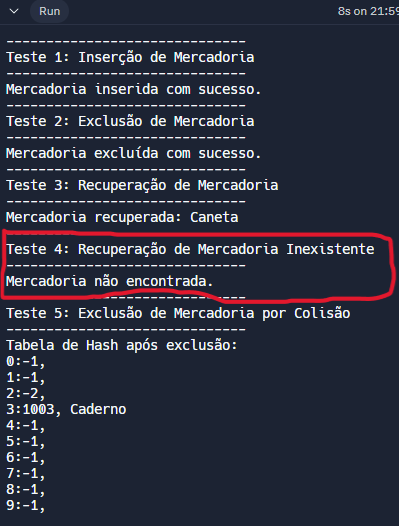 Run
8s on 21:59
-------------------------------
Teste 1: Inserção de Mercadoria
-------------------------------
Mercadoria inserida com sucesso.
-------------------------------
Teste 2: Exclusão de Mercadoria
-------------------------------
Mercadoria excluída com sucesso.
-------------------------------
Teste 3: Recuperação de Mercadoria
-------------------------------
Mercadoria recuperada: Caneta
-------------------------------
Teste 4: Recuperação de Mercadoria Inexistente
-------------------------------
Mercadoria não encontrada.
-------------------------------
Teste 5: Exclusão de Mercadoria por Colisão
-------------------------------
Tabela de Hash após exclusão:
0:-1,
1:-1,
2:-2,
3:1003, Caderno
4:-1,
5:-1,
6:-1,
7:-1,
8:-1,
9:-1,